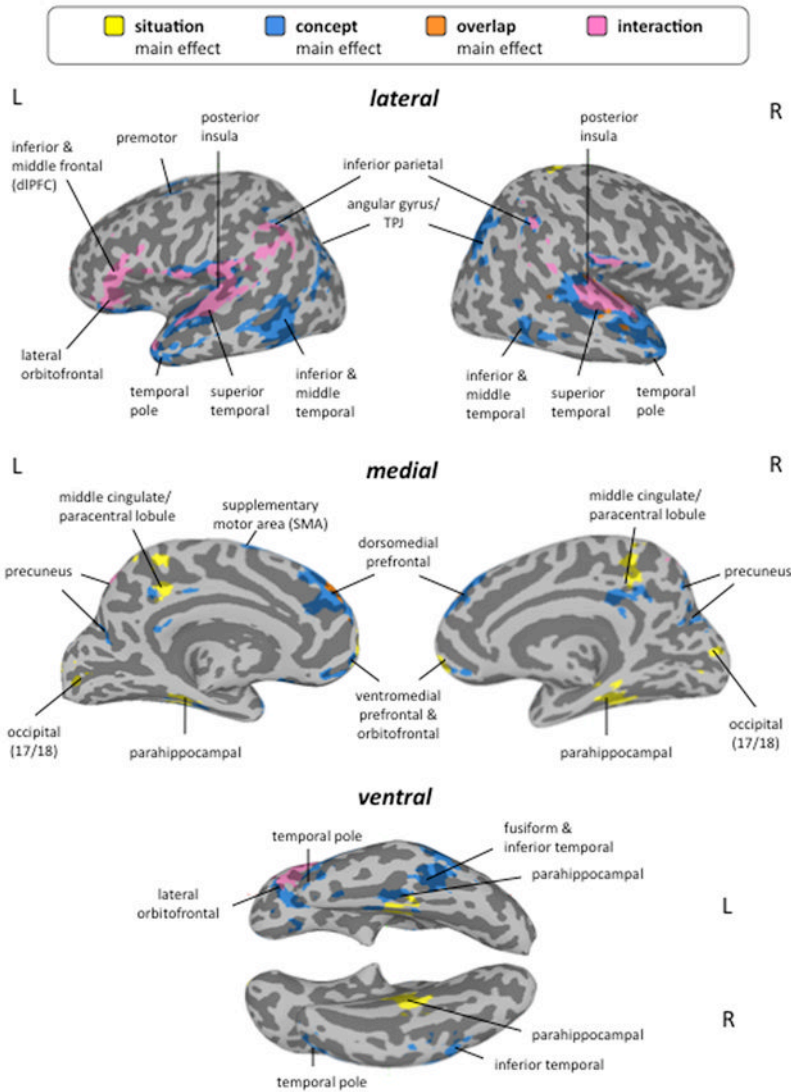 situation
main effect
concept
main effect
overlap
main effect
interaction
L
lateral
R
premotor
posterior
insula
posterior
insula
inferior &
middle frontal
(dlPFC)
inferior parietal
angular gyrus/
TPJ
lateral
orbitofrontal
temporal
pole
superior
temporal
inferior &
middle
temporal
inferior &
middle
temporal
superior
temporal
temporal
pole
L
medial
R
middle cingulate/
paracentral lobule
supplementary
motor area (SMA)
middle cingulate/
paracentral lobule
precuneus
dorsomedial
prefrontal
precuneus
occipital
(17/18)
parahippocampal
ventromedial
prefrontal &
orbitofrontal
parahippocampal
occipital
(17/18)
ventral
temporal pole
fusiform &
inferior temporal
parahippocampal
lateral
orbitofrontal
L
R
parahippocampal
inferior temporal
temporal pole